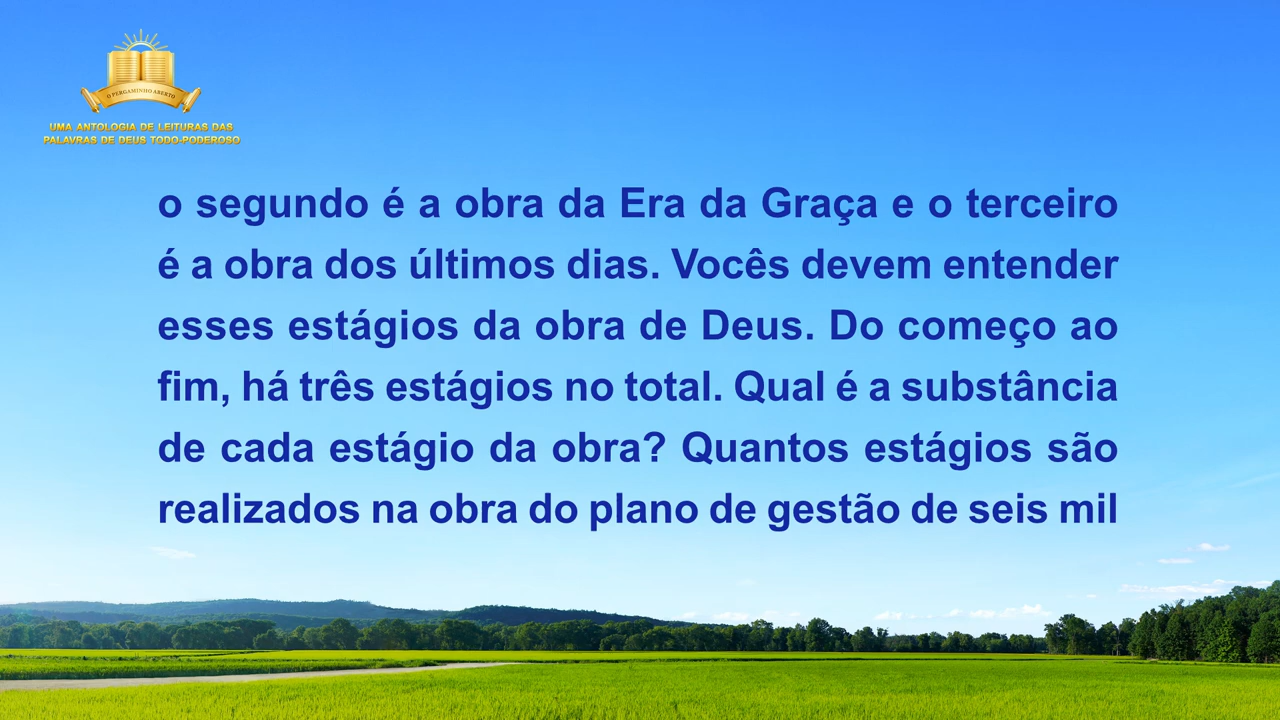 O PERGAMINHO ABERTO
UMA ANTOLOGIA DE LEITURAS DAS
PALAVRAS DE DEUS TODO-PODEROSO
o segundo é a obra da Era da Graça e o terceiro
é a obra dos últimos dias. Vocês devem entender
esses estágios da obra de Deus. Do começo ao
fim, há três estágios no total. Qual é a substância
de cada estágio da obra? Quantos estágios são
realizados na obra do plano de gestão de seis mil